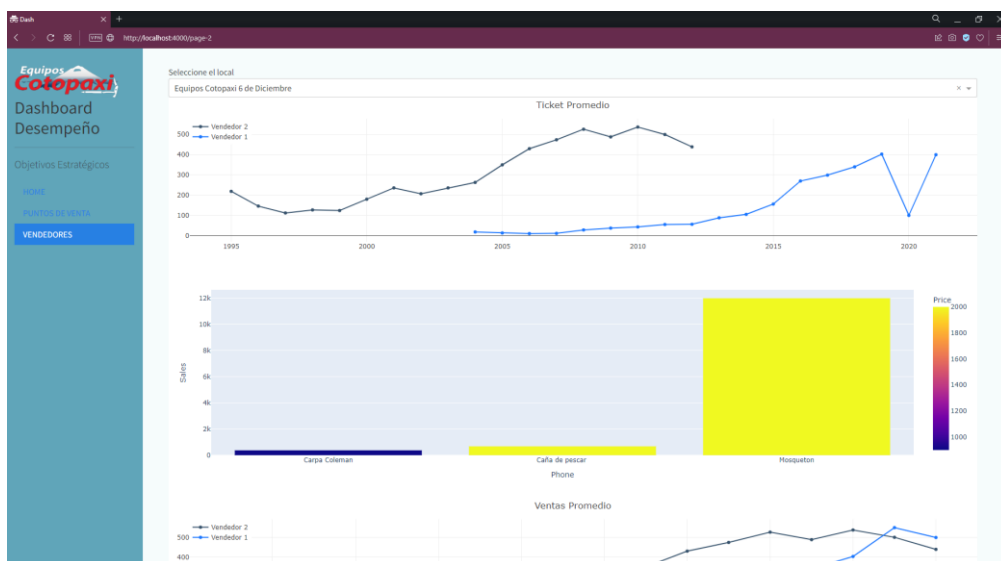 Dash
http://localhost:4000/page-2
VPN
Equipos
Cotopaxi
Dashboard
Desempeño
Objetivos Estratégicos
HOME
PUNTOS DE VENTA
VENDEDORES
Seleccione el local
Equipos Cotopaxi 6 de Diciembre
Ticket Promedio
Vendedor 2
Vendedor 1
500
400
300
200
100
0
1995 2000 2005 2010 2015 2020
12k
10k
8k
6k
4k
2k
0
Sales
Carpa Coleman Caña de pescar Mosqueton
Phone
Price
2000
1800
1600
1400
1200
1000
Ventas Promedio
Vendedor 2
Vendedor 1
500
400